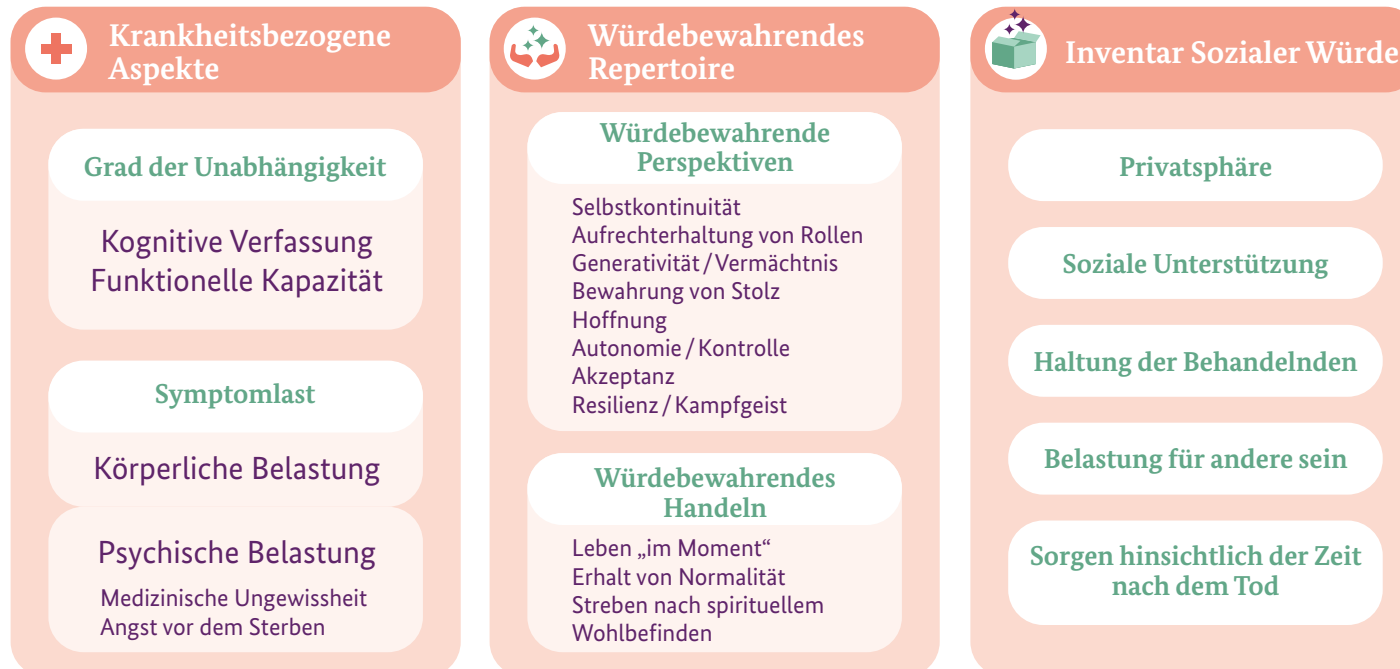 Krankheitsbezogene
Aspekte
Grad der Unabhängigkeit
Kognitive Verfassung
Funktionelle Kapazität
Symptomlast
Körperliche Belastung
Psychische Belastung
Medizinische Ungewissheit
Angst vor dem Sterben
Würdebewahrendes
Repertoire
Würdebewahrende
Perspektiven
Selbstkontinuität
Aufrechterhaltung von Rollen
Generativität / Vermächtnis
Bewahrung von Stolz
Hoffnung
Autonomie / Kontrolle
Akzeptanz
Resilienz / Kampfgeist
Würdebewahrendes
Handeln
Leben „im Moment“
Erhalt von Normalität
Streben nach spirituellem
Wohlbefinden
Inventar Sozialer Würde
Privatsphäre
Soziale Unterstützung
Haltung der Behandelnden
Belastung für andere sein
Sorgen hinsichtlich der Zeit
nach dem Tod